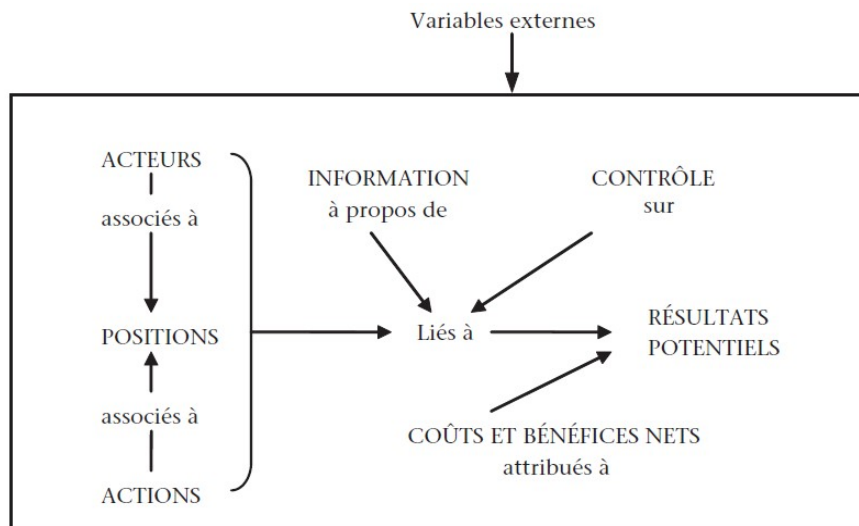 Variables externes
ACTEURS
associés à
POSITIONS
associés à
ACTIONS
INFORMATION
à propos de
CONTRÔLE
sur
Liés à
RÉSULTATS
POTENTIELS
COÛTS ET BÉNÉFICES NETS
attribués à